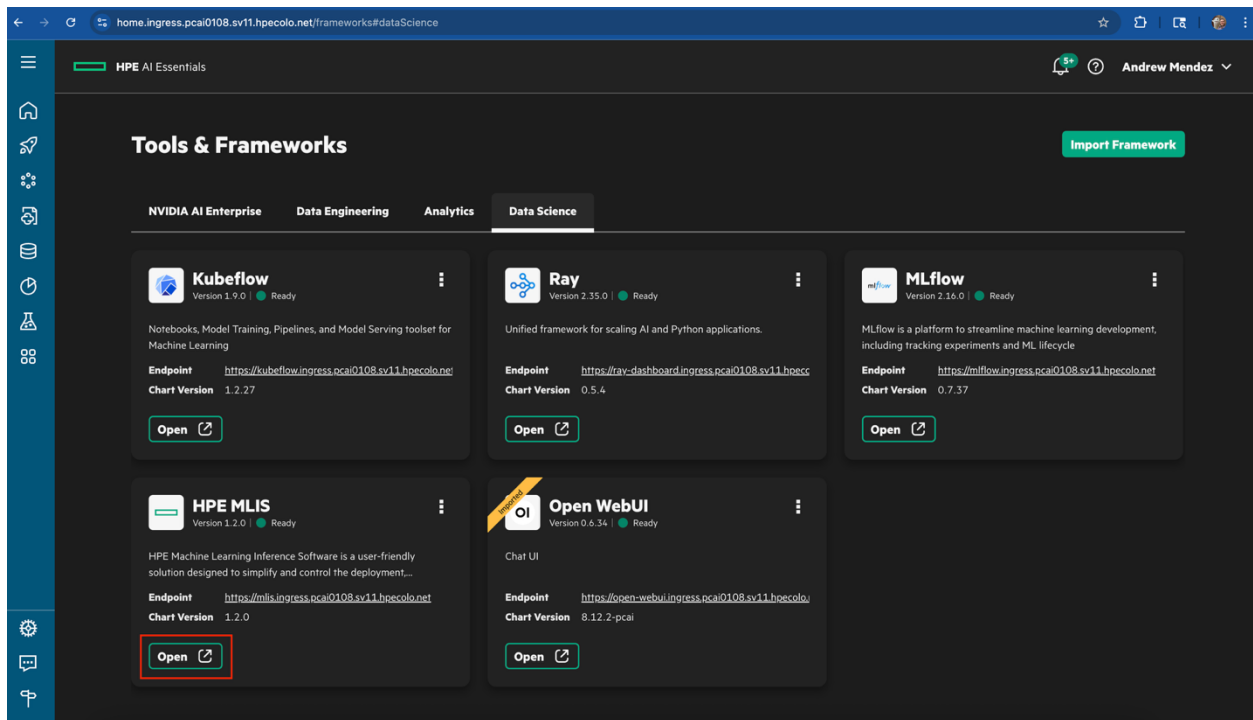 home.ingress.pcai0108.sv11.hpecolo.net/frameworks#dataScience
HPE AI Essentials
5+
Andrew Mendez
Tools & Frameworks
Import Framework
NVIDIA AI Enterprise Data Engineering Analytics Data Science
Kubeflow
Version 1.9.0 | Ready
Notebooks, Model Training, Pipelines, and Model Serving toolset for
Machine Learning
Endpoint https://kubeflow.ingress.pcai0108.sv11.hpecolo.net
Chart Version 1.2.27
Open
Ray
Version 2.35.0 | Ready
Unified framework for scaling AI and Python applications.
Endpoint https://ray-dashboard.ingress.pcai0108.sv11.hpecc
Chart Version 0.5.4
Open
mlflow
MLflow
Version 2.16.0 | Ready
MLflow is a platform to streamline machine learning development,
including tracking experiments and ML lifecycle
Endpoint https://mlflow.ingress.pcai0108.sv11.hpecolo.net
Chart Version 0.7.37
Open
HPE MLIS
Version 1.2.0 | Ready
HPE Machine Learning Inference Software is a user-friendly
solution designed to simplify and control the deployment,...
Endpoint https://mlis.ingress.pcai0108.sv11.hpecolo.net
Chart Version 1.2.0
Open
Imported
OI
Open WebUI
Version 0.6.34 | Ready
Chat UI
Endpoint https://open-webui.ingress.pcai0108.sv11.hpecolo.
Chart Version 8.12.2-pcai
Open